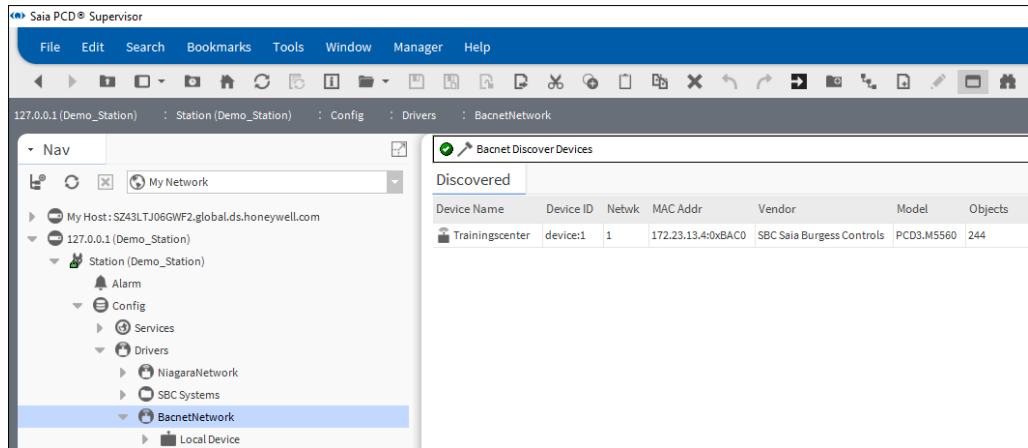 Saia PCD® Supervisor
File Edit Search Bookmarks Tools Window Manager Help
127.0.0.1 (Demo_Station) : Station (Demo_Station) : Config : Drivers : BacnetNetwork
Nav
Bacnet Discover Devices
My Network
Discovered
Device Name Device ID Netwk MAC Addr Vendor Model Objects
Trainingscenter device:1 1 172.23.13.4:0xBAC0 SBC Saia Burgess Controls PCD3.M5560 244
My Host : SZ43LTJ06GWF2.global.ds.honeywell.com
127.0.0.1 (Demo_Station)
Station (Demo_Station)
Alarm
Config
Services
Drivers
NiagaraNetwork
SBC Systems
BacnetNetwork
Local Device